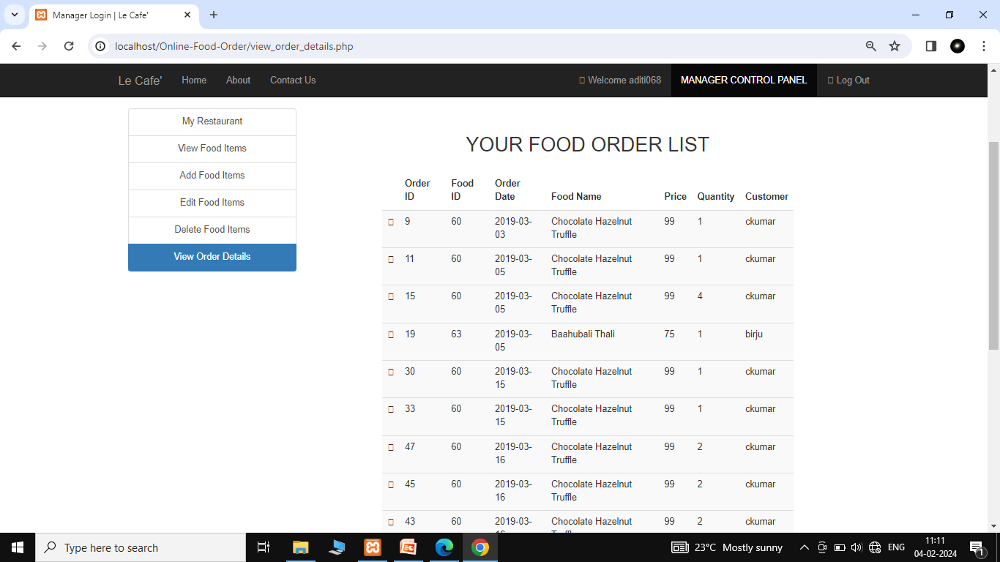 Manager Login | Le Cafe'
localhost/Online-Food-Order/view_order_details.php
Le Cafe' Home About Contact Us Welcome aditi068 MANAGER CONTROL PANEL Log Out
My Restaurant
View Food Items
Add Food Items
Edit Food Items
Delete Food Items
View Order Details
YOUR FOOD ORDER LIST
Order ID Food ID Order Date Food Name Price Quantity Customer
9 60 2019-03-03 Chocolate Hazelnut Truffle 99 1 ckumar
11 60 2019-03-05 Chocolate Hazelnut Truffle 99 1 ckumar
15 60 2019-03-05 Chocolate Hazelnut Truffle 99 4 ckumar
19 63 2019-03-05 Baahubali Thali 75 1 birju
30 60 2019-03-15 Chocolate Hazelnut Truffle 99 1 ckumar
33 60 2019-03-15 Chocolate Hazelnut Truffle 99 1 ckumar
47 60 2019-03-16 Chocolate Hazelnut Truffle 99 2 ckumar
45 60 2019-03-16 Chocolate Hazelnut Truffle 99 2 ckumar
43 60 2019-03- Chocolate Hazelnut 99 2 ckumar
Type here to search
23°C Mostly sunny
ENG
11:11
04-02-2024
1